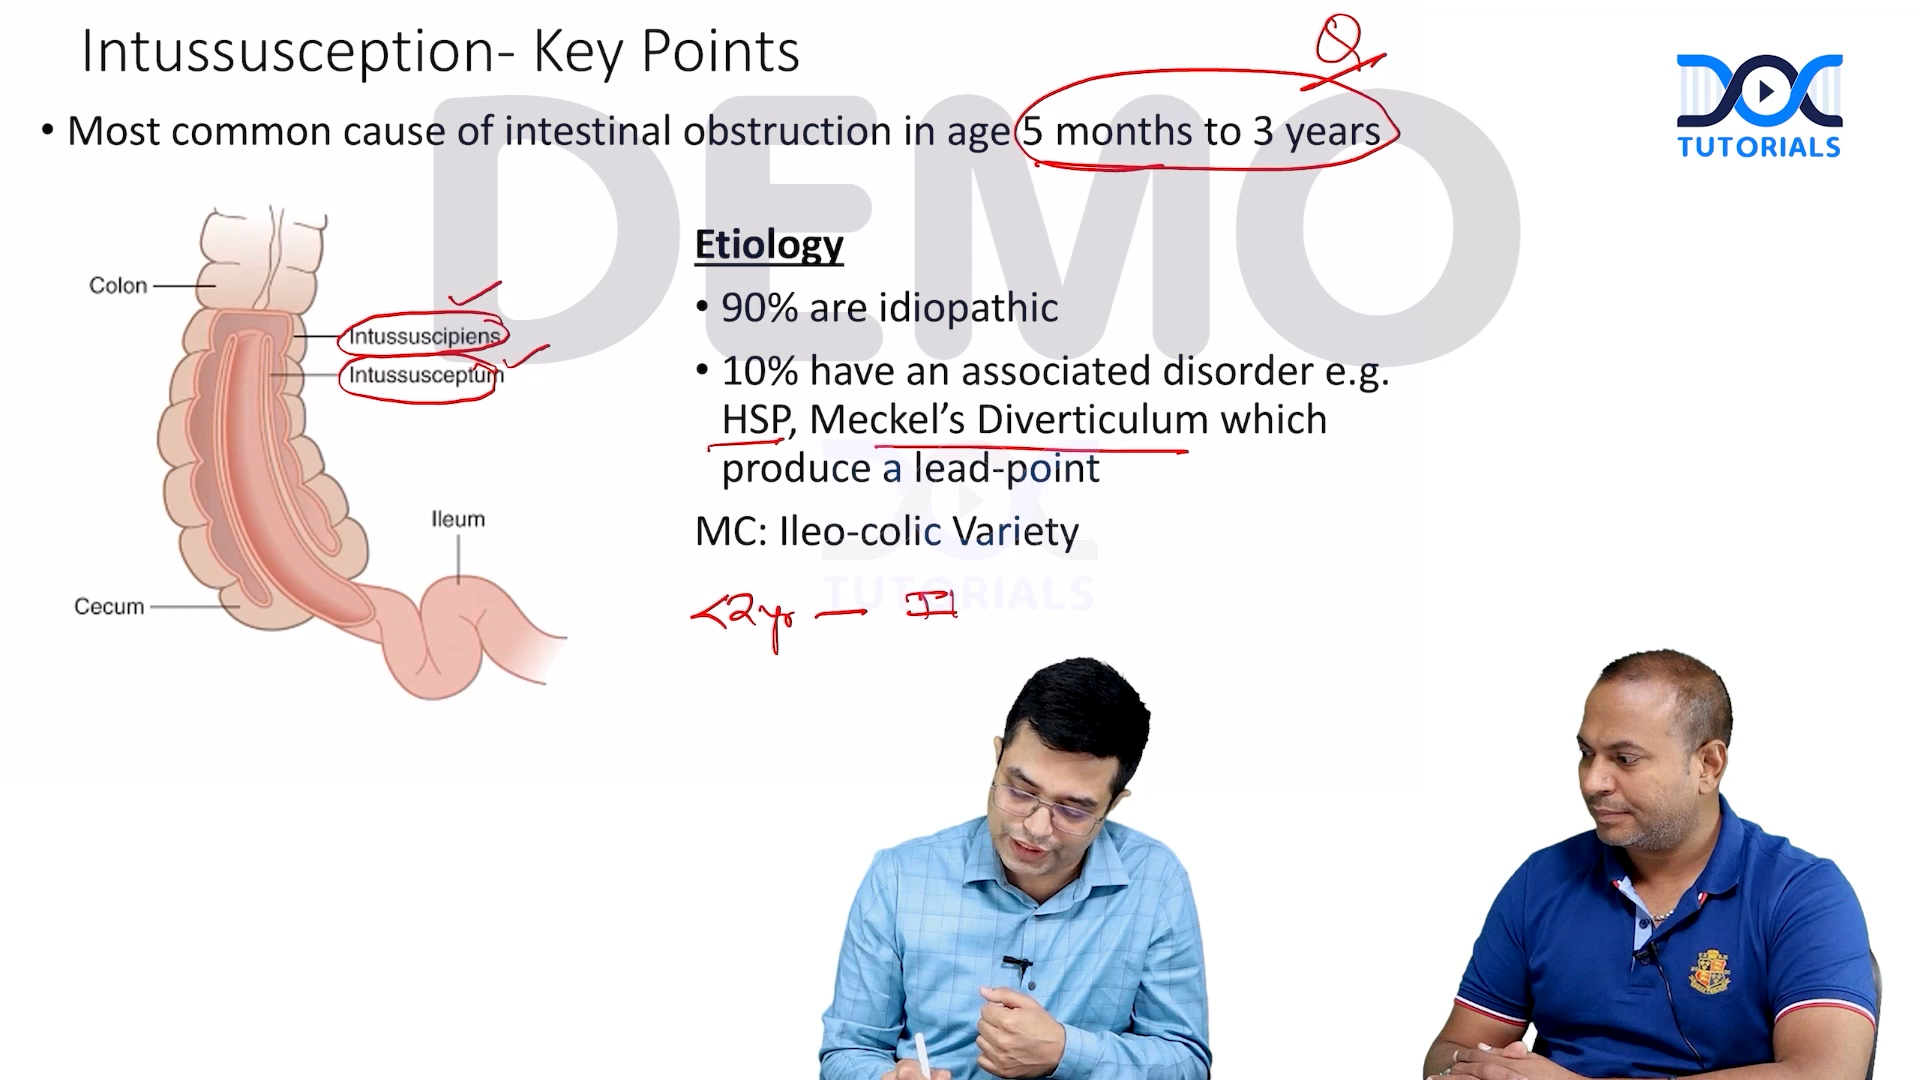 Intussusception- Key Points
DOC
TUTORIALS
• Most common cause of intestinal obstruction in age 5 months to 3 years
DEMO
Colon
Intussuscipiens
Intussusceptum
Ileum
Cecum
Etiology
• 90% are idiopathic
• 10% have an associated disorder e.g.
HSP, Meckel’s Diverticulum which
produce a lead-point
MC: Ileo-colic Variety
TUTORIALS
<2yr —